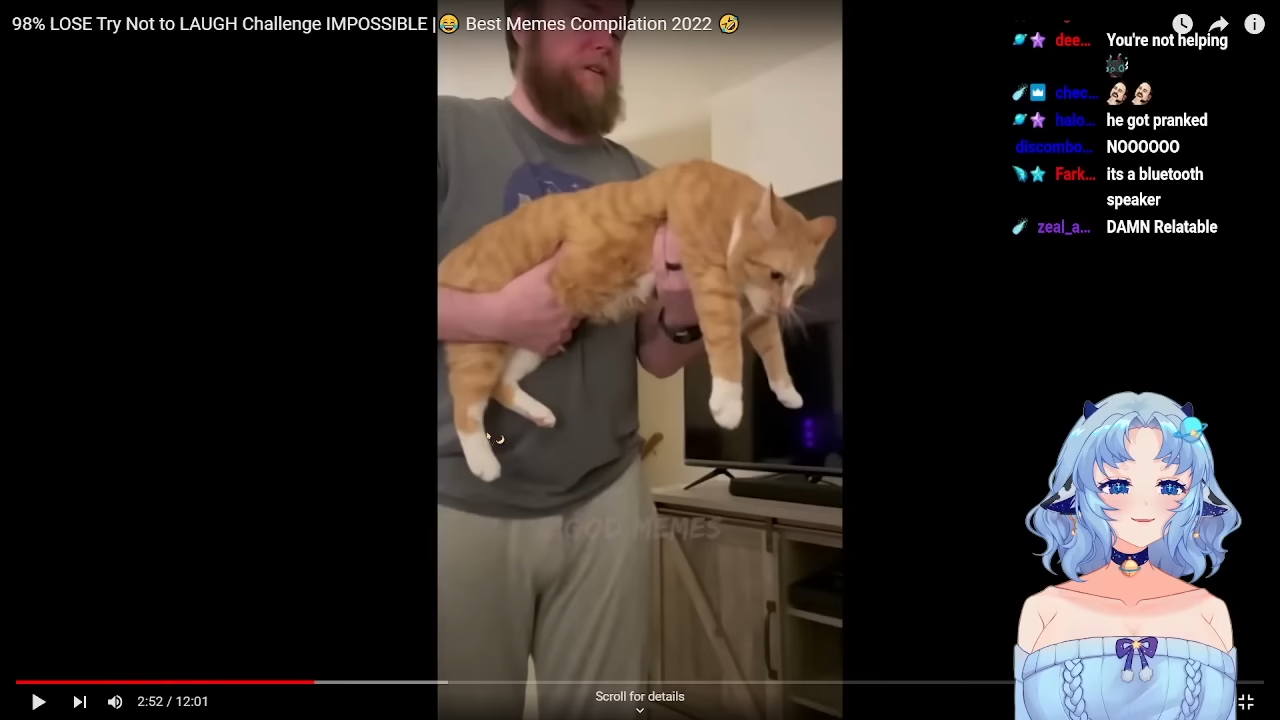 98% LOSE Try Not to LAUGH Challenge IMPOSSIBLE |😂 Best Memes Compilation 2022 🤣
dee... You're not helping
chec...
halo... he got pranked
discombo... NOOOOOO
Fark... its a bluetooth
speaker
zeal_a... DAMN Relatable
GOOD MEMES
2:52 / 12:01
Scroll for details